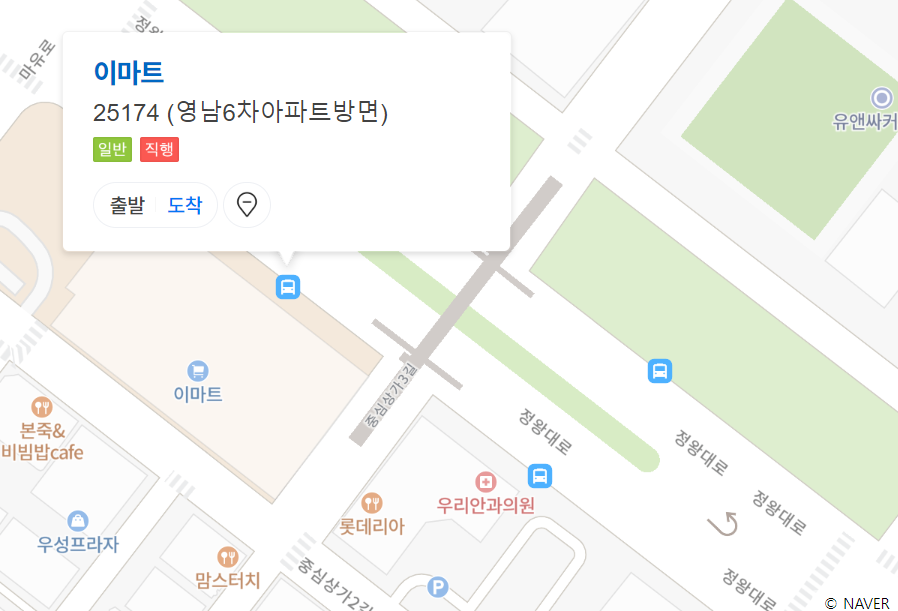 마유로
정왕
이마트
25174 (영남6차아파트방면)
일반 직행
출발 도착
유앤싸커
이마트
중심상가3길
본죽&
비빔밥cafe
정왕대로
정왕대로
우리안과의원
롯데리아
정왕대로
우성프라자
맘스터치
중심상가2길
P
정왕대로
© NAVER